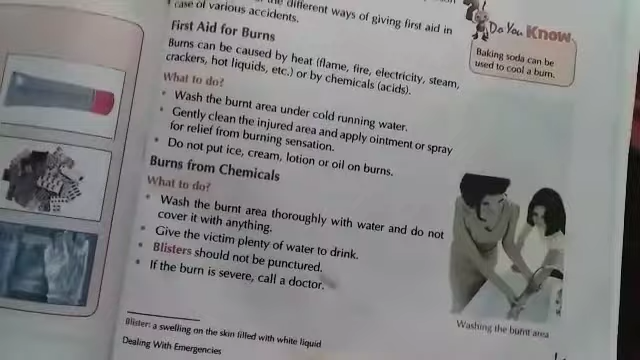 the different ways of giving first aid in
case of various accidents.
First Aid for Burns
Burns can be caused by heat (flame, fire, electricity, steam,
crackers, hot liquids, etc.) or by chemicals (acids).
What to do?
• Wash the burnt area under cold running water.
• Gently clean the injured area and apply ointment or spray
for relief from burning sensation.
• Do not put ice, cream, lotion or oil on burns.
Burns from Chemicals
What to do?
• Wash the burnt area thoroughly with water and do not
cover it with anything.
• Give the victim plenty of water to drink.
• Blisters should not be punctured.
• If the burn is severe, call a doctor.
Blister: a swelling on the skin filled with white liquid
Dealing With Emergencies
Do You Know
Baking soda can be
used to cool a burn.
Washing the burnt area